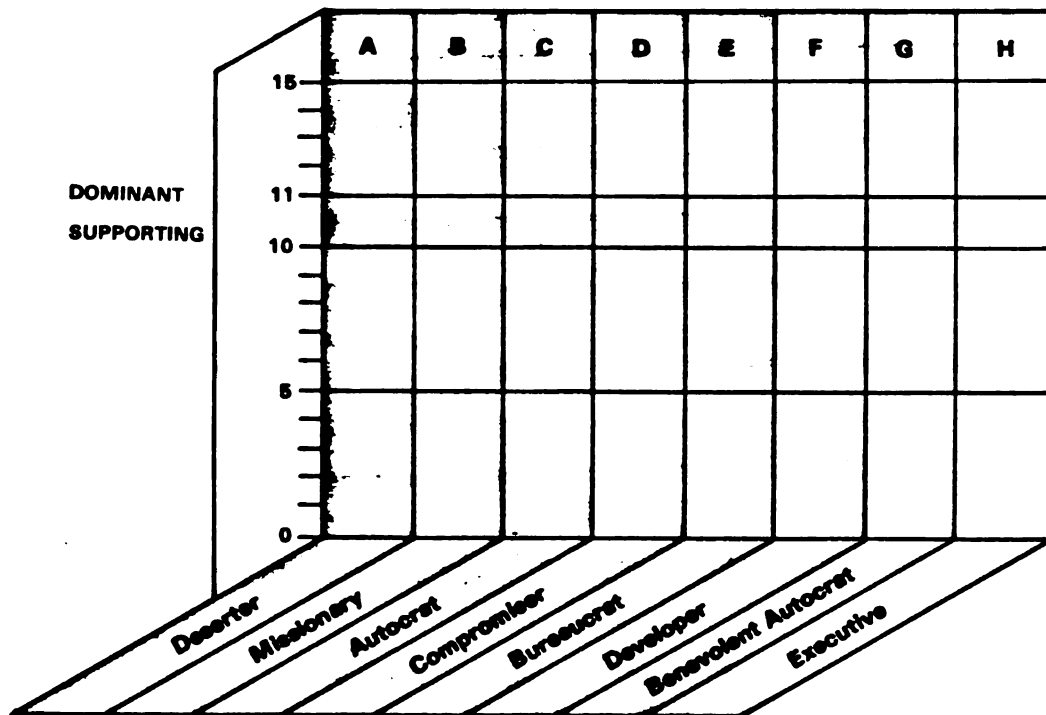 A B C D E F G H
15
DOMINANT
11
SUPPORTING
10
5
0
Deserter
Missionary
Autocrat
Compromiser
Bureaucrat
Developer
Benevolent Autocrat
Executive